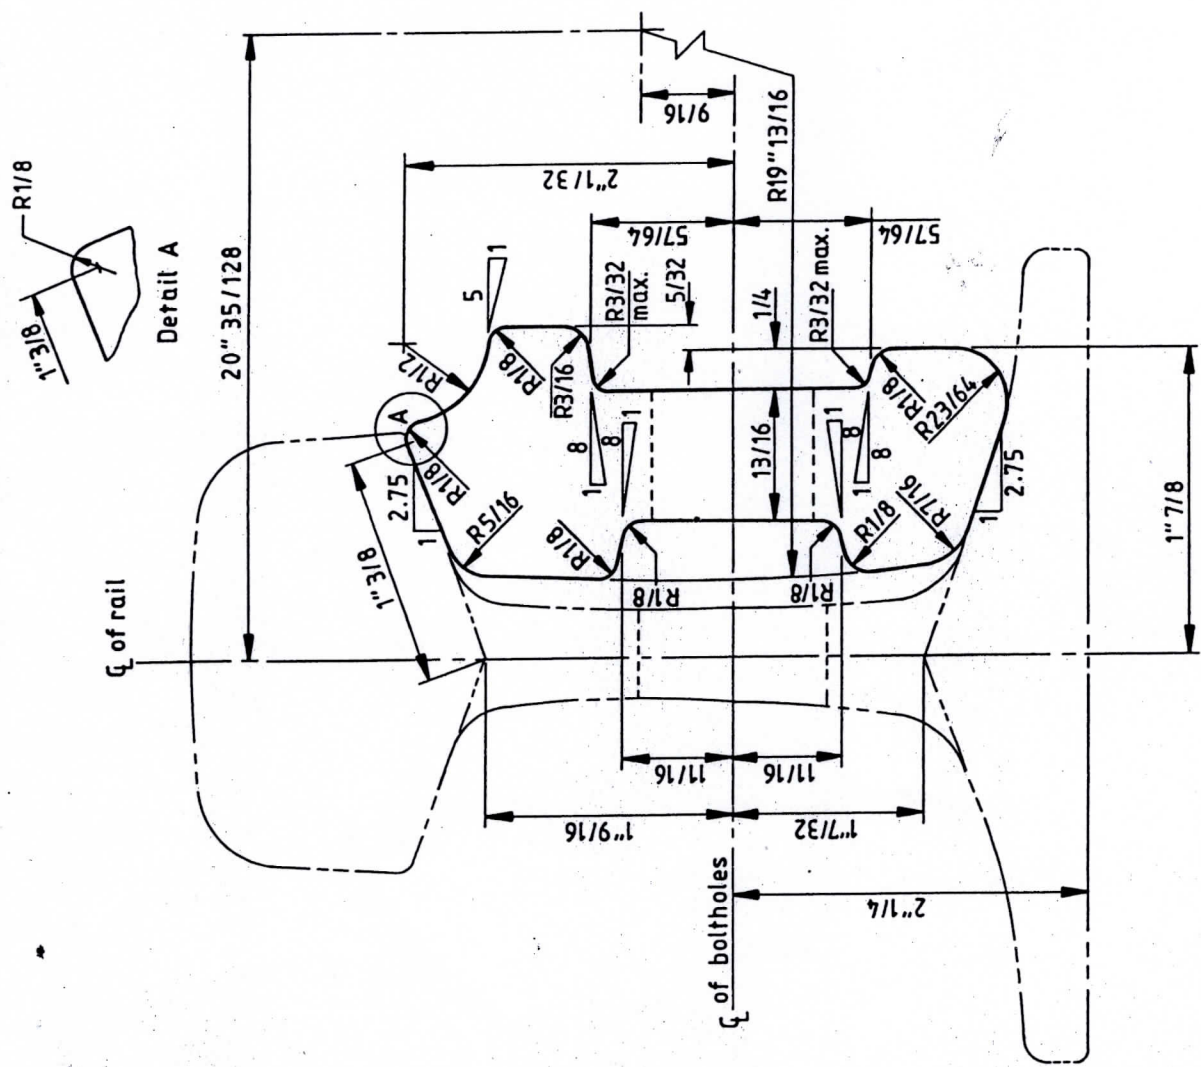 R1/8
1"3/8
Detail A
20" 35/128
9/16
R19"13/16
2"1/32
57/64
57/64
5
1
R3/32
max.
5/32
1/4
R3/32 max.
R1/2
R1/8
R3/16
A
R1/8
2.75
1
R5/16
1"3/8
R1/8
8
1
8
1
13/16
1
8
8
1
R1/8
R23/64
R7/16
R1/8
1
2.75
1"7/8
R1/8
R1/8
℄ of rail
11/16
11/16
1"9/16
1"7/32
℄ of boltholes
2"1/4